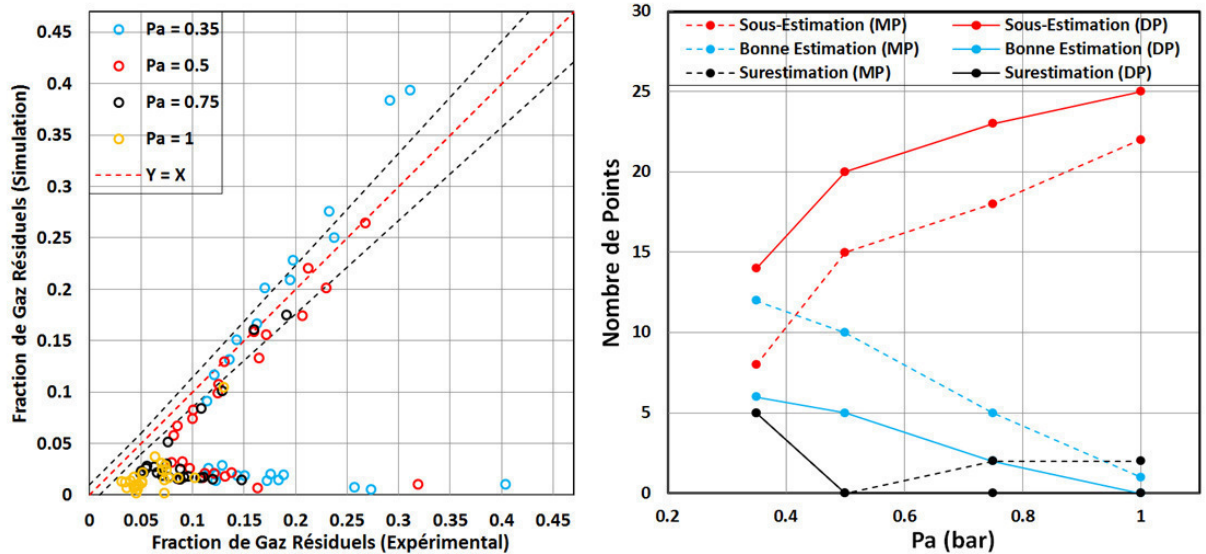 0.45
0.4
0.35
0.3
0.25
0.2
0.15
0.1
0.05
0
Fraction de Gaz Résiduels (Simulation)
Pa = 0.35
Pa = 0.5
Pa = 0.75
Pa = 1
Y = X
0 0.05 0.1 0.15 0.2 0.25 0.3 0.35 0.4 0.45
Fraction de Gaz Résiduels (Expérimental)
30
25
20
15
10
5
0
Nombre de Points
Sous-Estimation (MP) Sous-Estimation (DP)
Bonne Estimation (MP) Bonne Estimation (DP)
Surestimation (MP) Surestimation (DP)
0.2 0.4 0.6 0.8 1
Pa (bar)